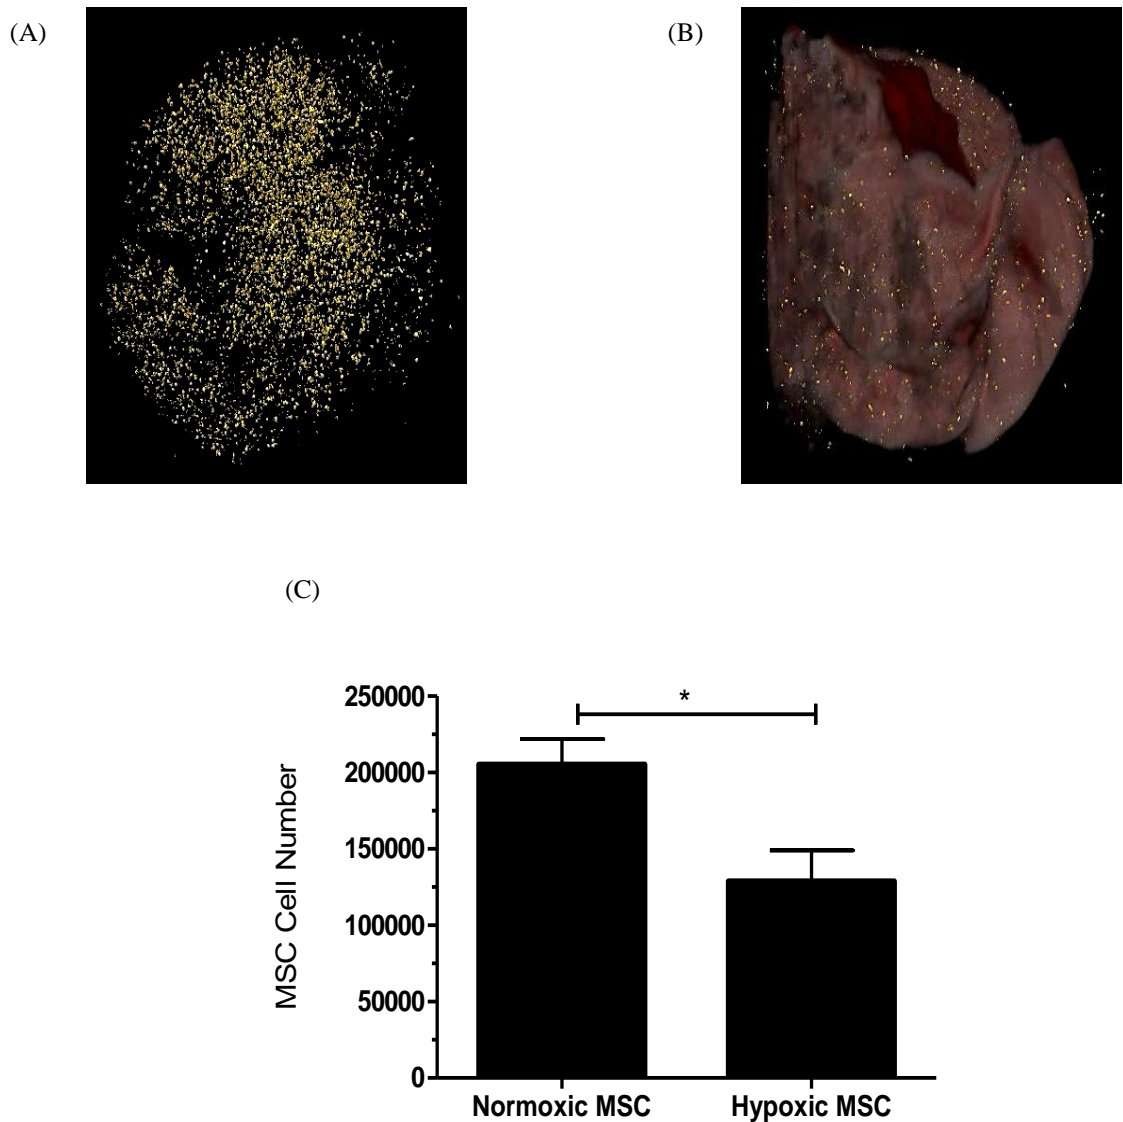 (A)
(B)
(C)
*
250000
200000
150000
100000
50000
0
MSC Cell Number
Normoxic MSC
Hypoxic MSC